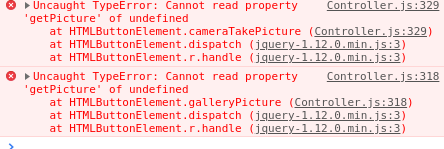 Uncaught TypeError: Cannot read property Controller.js:329
'getPicture' of undefined
at HTMLButtonElement.cameraTakePicture (Controller.js:329)
at HTMLButtonElement.dispatch (jquery-1.12.0.min.js:3)
at HTMLButtonElement.r.handle (jquery-1.12.0.min.js:3)
Uncaught TypeError: Cannot read property Controller.js:318
'getPicture' of undefined
at HTMLButtonElement.galleryPicture (Controller.js:318)
at HTMLButtonElement.dispatch (jquery-1.12.0.min.js:3)
at HTMLButtonElement.r.handle (jquery-1.12.0.min.js:3)